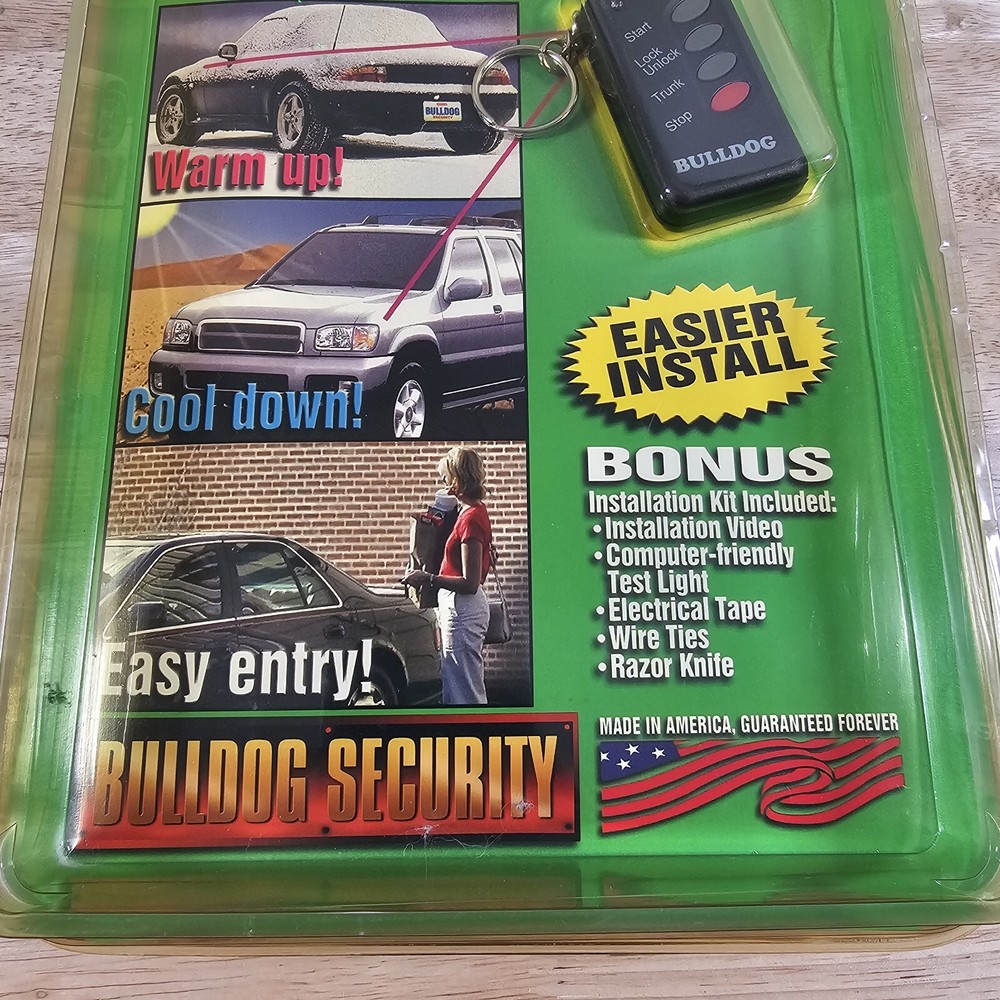 Start
Lock
Unlock
Trunk
Stop
BULLDOG
BULLDOG
SECURITY
Warm up!
Cool down!
Easy entry!
EASIER
INSTALL
BONUS
Installation Kit Included:
•Installation Video
•Computer-friendly
Test Light
•Electrical Tape
•Wire Ties
•Razor Knife
MADE IN AMERICA, GUARANTEED FOREVER
BULLDOG SECURITY